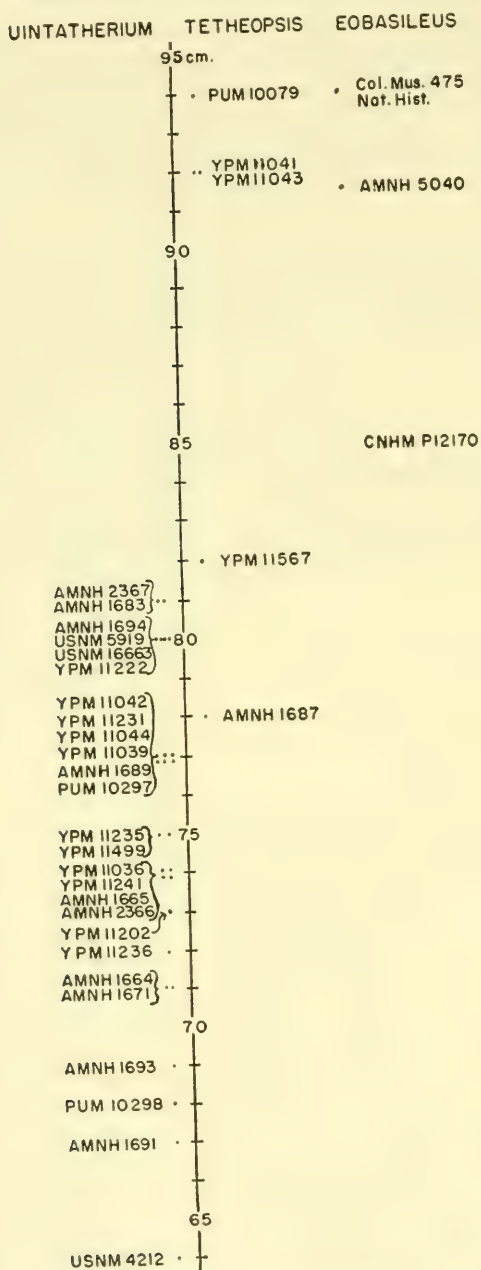 UINTATHERIUM TETHEOPSIS EOBASILEUS
95 cm.
PUM 10079
Col. Mus. 475
Nat. Hist.
YPM 11041
YPM 11043
AMNH 5040
90
85
CNHM P12170
YPM 11567
AMNH 2367
AMNH 1683
AMNH 1694
USNM 5919
80
USNM 16663
YPM 11222
YPM 11042
YPM 11231
AMNH 1687
YPM 11044
YPM 11039
AMNH 1689
PUM 10297
YPM 11235
75
YPM 11499
YPM 11036
YPM 11241
AMNH 1665
AMNH 2366
YPM 11202
YPM 11236
AMNH 1664
AMNH 1671
70
AMNH 1693
PUM 10298
AMNH 1691
65
USNM 4212